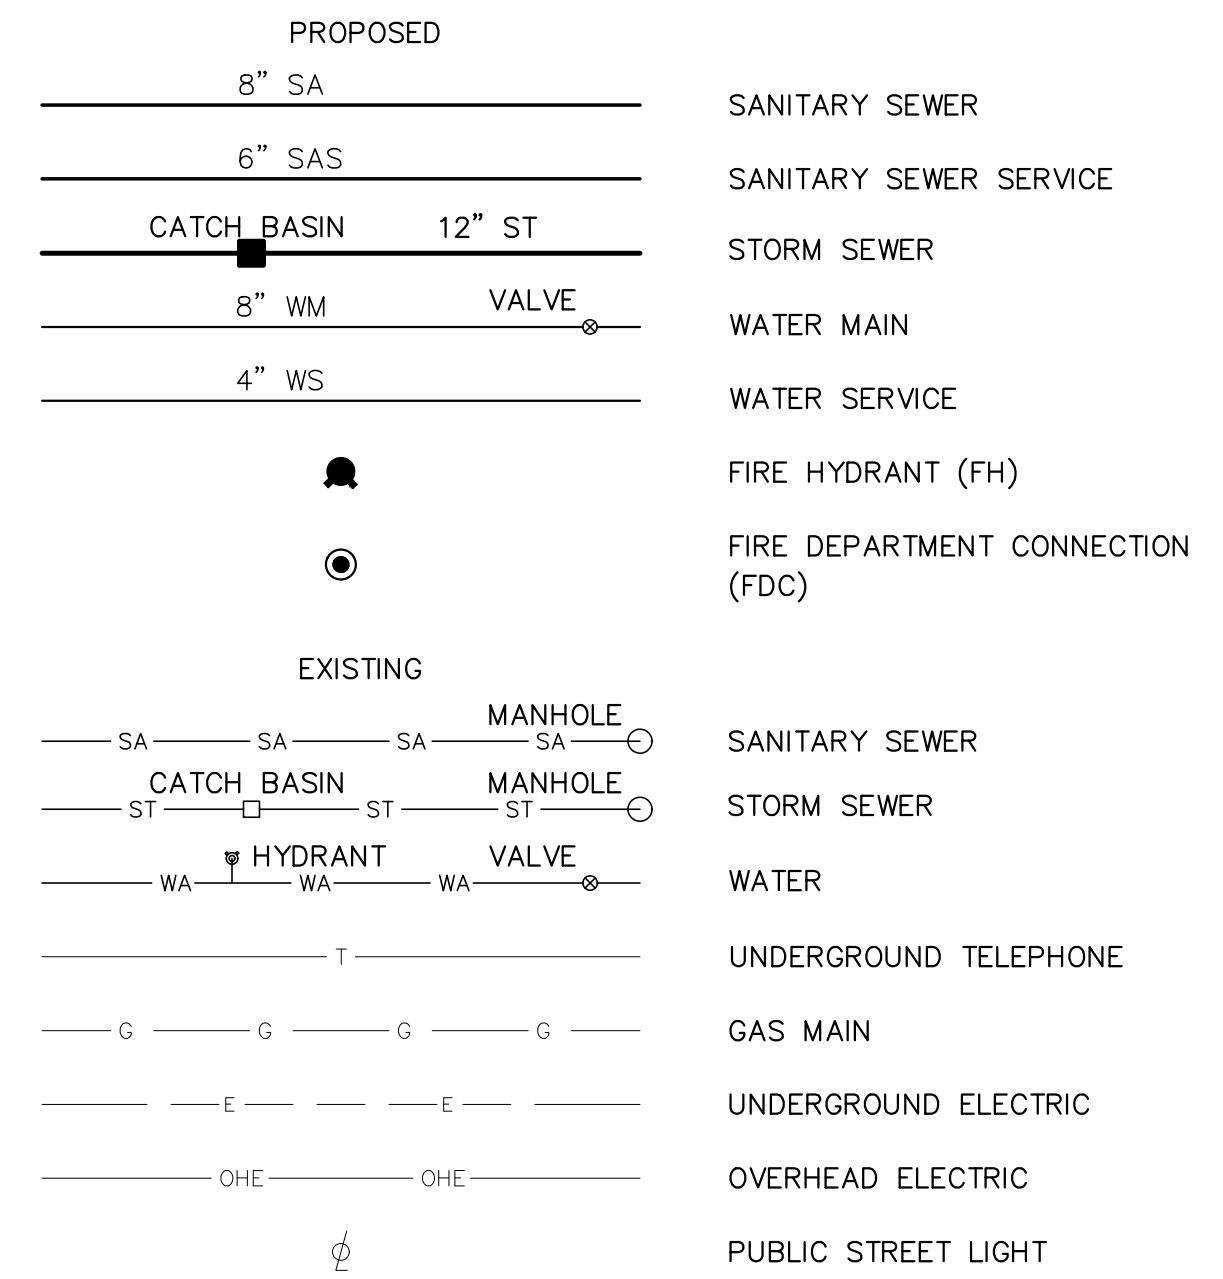 PROPOSED
8" SA
SANITARY SEWER
6" SAS
SANITARY SEWER SERVICE
CATCH BASIN 12" ST
STORM SEWER
8" WM VALVE
WATER MAIN
4" WS
WATER SERVICE
FIRE HYDRANT (FH)
FIRE DEPARTMENT CONNECTION
(FDC)
EXISTING
MANHOLE
SA SA SA SA SANITARY SEWER
CATCH BASIN MANHOLE
ST ST ST STORM SEWER
HYDRANT VALVE
WA WA WA WATER
T UNDERGROUND TELEPHONE
G G G G GAS MAIN
E E UNDERGROUND ELECTRIC
OHE OHE OVERHEAD ELECTRIC
PUBLIC STREET LIGHT